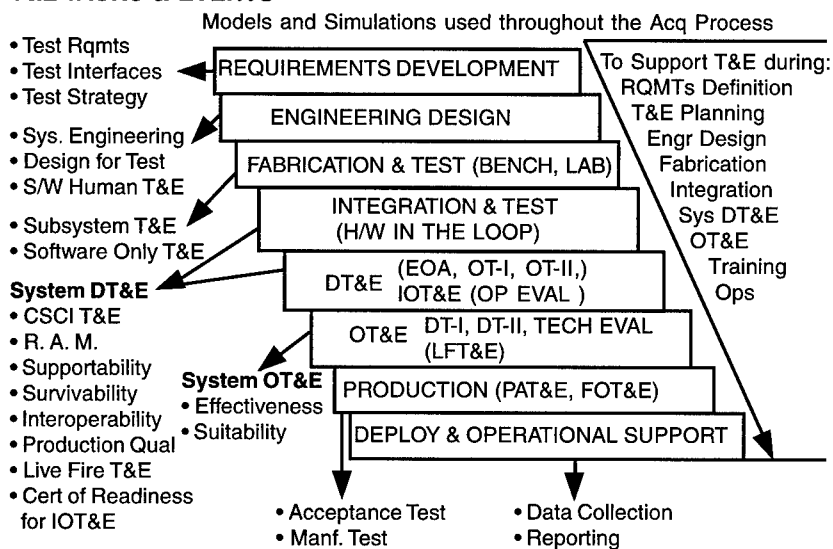 Models and Simulations used throughout the Acq Process
• Test Rqmts
• Test Interfaces
• Test Strategy
• Sys. Engineering
• Design for Test
• S/W Human T&E
• Subsystem T&E
• Software Only T&E
System DT&E
• CSCI T&E
• R. A. M.
• Supportability
• Survivability
• Interoperability
• Production Qual
• Live Fire T&E
• Cert of Readiness
for IOT&E
REQUIREMENTS DEVELOPMENT
ENGINEERING DESIGN
FABRICATION & TEST (BENCH, LAB)
INTEGRATION & TEST
(H/W IN THE LOOP)
DT&E (EOA, OT-I, OT-II,)
IOT&E (OP EVAL )
OT&E DT-I, DT-II, TECH EVAL
(LFT&E)
System OT&E
• Effectiveness
• Suitability
PRODUCTION (PAT&E, FOT&E)
DEPLOY & OPERATIONAL SUPPORT
• Acceptance Test
• Manf. Test
• Data Collection
• Reporting
To Support T&E during:
RQMTs Definition
T&E Planning
Engr Design
Fabrication
Integration
Sys DT&E
OT&E
Training
Ops